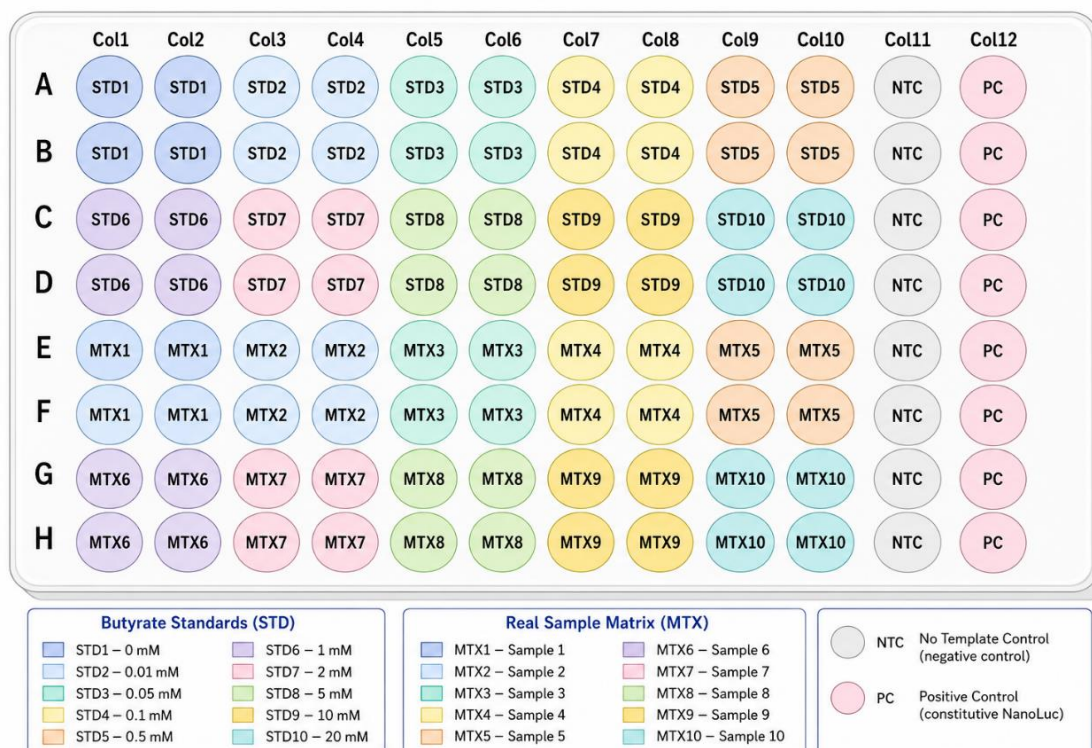 Col1 Col2 Col3 Col4 Col5 Col6 Col7 Col8 Col9 Col10 Col11 Col12
A STD1 STD1 STD2 STD2 STD3 STD3 STD4 STD4 STD5 STD5 NTC PC
B STD1 STD1 STD2 STD2 STD3 STD3 STD4 STD4 STD5 STD5 NTC PC
C STD6 STD6 STD7 STD7 STD8 STD8 STD9 STD9 STD10 STD10 NTC PC
D STD6 STD6 STD7 STD7 STD8 STD8 STD9 STD9 STD10 STD10 NTC PC
E MTX1 MTX1 MTX2 MTX2 MTX3 MTX3 MTX4 MTX4 MTX5 MTX5 NTC PC
F MTX1 MTX1 MTX2 MTX2 MTX3 MTX3 MTX4 MTX4 MTX5 MTX5 NTC PC
G MTX6 MTX6 MTX7 MTX7 MTX8 MTX8 MTX9 MTX9 MTX10 MTX10 NTC PC
H MTX6 MTX6 MTX7 MTX7 MTX8 MTX8 MTX9 MTX9 MTX10 MTX10 NTC PC
Butyrate Standards (STD)
STD1 – 0 mM
STD2 – 0.01 mM
STD3 – 0.05 mM
STD4 – 0.1 mM
STD5 – 0.5 mM
STD6 – 1 mM
STD7 – 2 mM
STD8 – 5 mM
STD9 – 10 mM
STD10 – 20 mM
Real Sample Matrix (MTX)
MTX1 – Sample 1
MTX2 – Sample 2
MTX3 – Sample 3
MTX4 – Sample 4
MTX5 – Sample 5
MTX6 – Sample 6
MTX7 – Sample 7
MTX8 – Sample 8
MTX9 – Sample 9
MTX10 – Sample 10
NTC No Template Control
(negative control)
PC Positive Control
(constitutive NanoLuc)